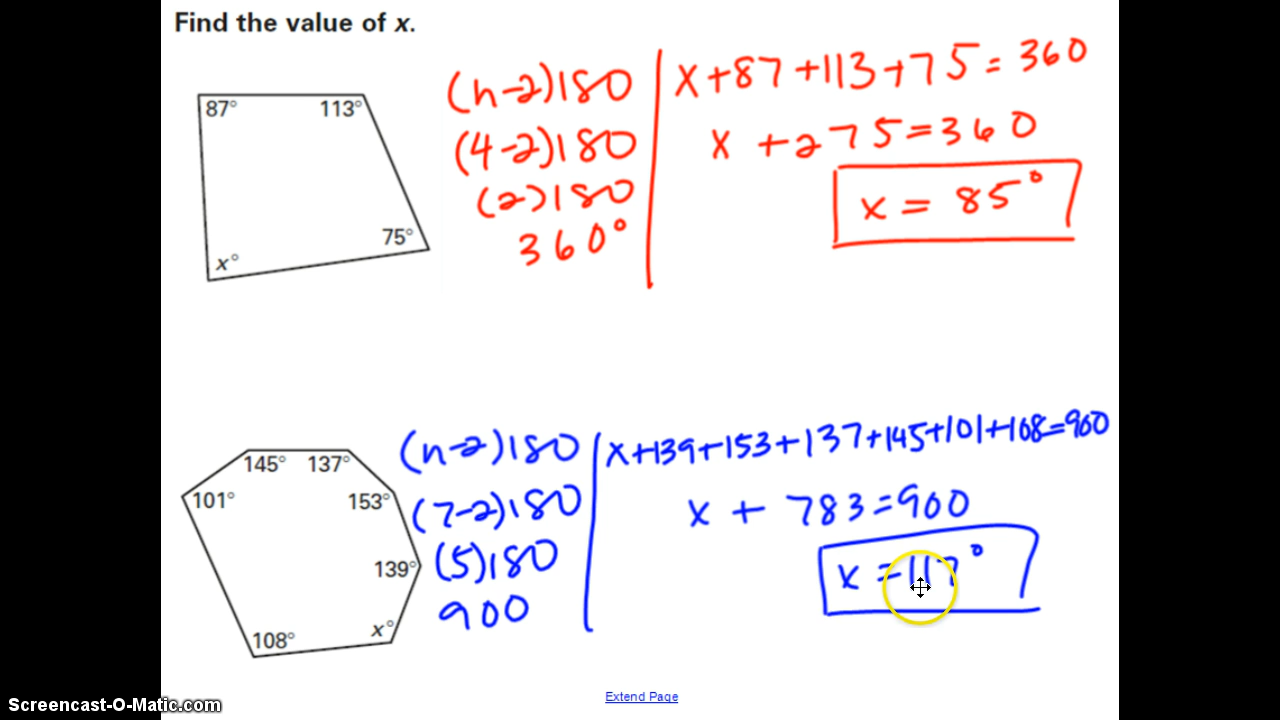 Find the value of x.
87°
113°
75°
x°
(n-2)180
(4-2)180
(2)180
360°
x+87+113+75=360
x+275=360
x=85°
145°
137°
101°
153°
139°
108°
x°
(n-2)180
(7-2)180
(5)180
900
x+139+153+137+145+101+108=900
x+783=900
x=117°
Extend Page
Screencast-O-Matic.com